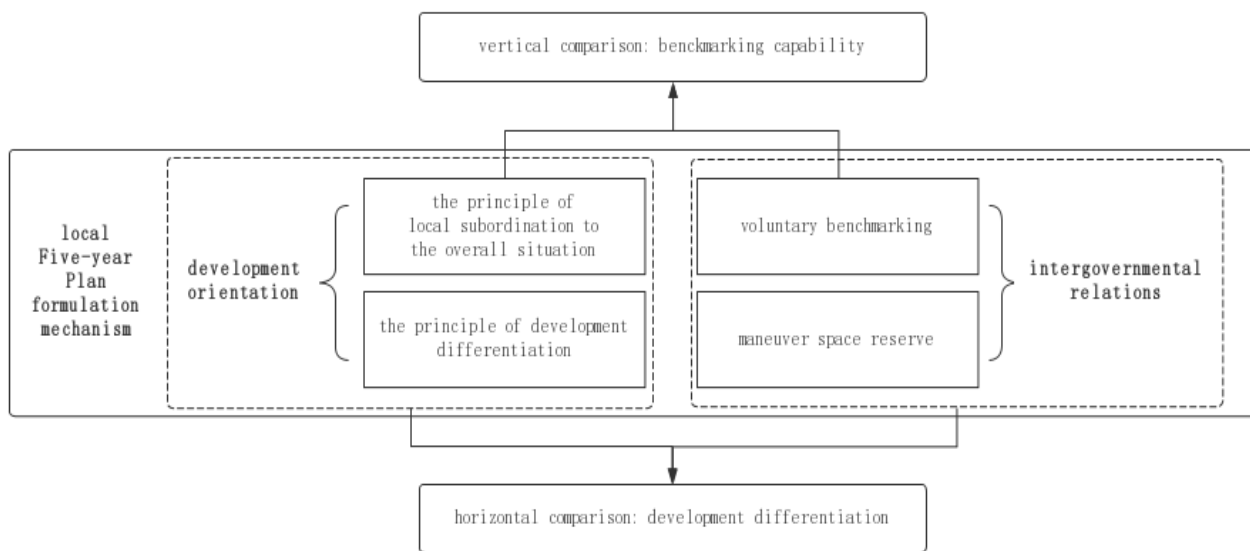 vertical comparison: benckmarking capability
local
Five-year
Plan
formulation
mechanism
development
orientation
the principle of
local subordination to
the overall situation
the principle of development
differentiation
voluntary benchmarking
maneuver space reserve
intergovernmental
relations
horizontal comparison: development differentiation